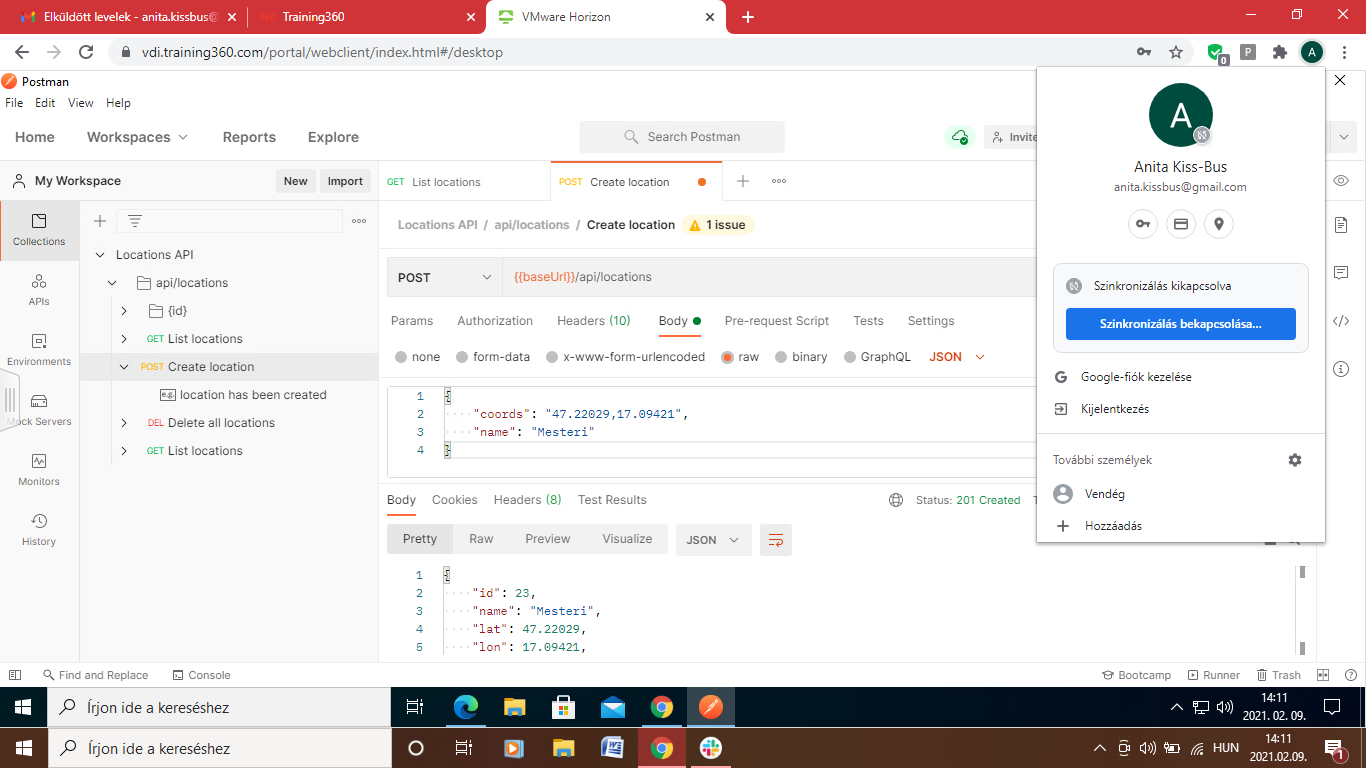 Elküldött levelek - anita.kissbus@
Training360
VMware Horizon
vdi.training360.com/portal/webclient/index.html#/desktop
0
P
A
Postman
File Edit View Help
Home Workspaces Reports Explore
Search Postman
Invite
A
Anita Kiss-Bus
anita.kissbus@gmail.com
Szinkronizálás kikapcsolva
Szinkronizálás bekapcsolása...
Google-fiók kezelése
Kijelentkezés
További személyek
Vendég
Hozzáadás
My Workspace
New
Import
GET List locations
POST Create location
Collections
APIs
Environments
Mock Servers
Monitors
History
Locations API
api/locations
{id}
GET List locations
POST Create location
e.g. location has been created
DEL Delete all locations
GET List locations
Locations API / api/locations / Create location 1 issue
POST {{baseUrl}}/api/locations
Params Authorization Headers (10) Body Pre-request Script Tests Settings
none form-data x-www-form-urlencoded raw binary GraphQL JSON
1 {
2 "coords": "47.22029,17.09421",
3 "name": "Mesteri"
4 }
Body Cookies Headers (8) Test Results
Status: 201 Created
Pretty Raw Preview Visualize JSON
1 {
2 "id": 23,
3 "name": "Mesteri",
4 "lat": 47.22029,
5 "lon": 17.09421,
Find and Replace Console
Bootcamp Runner Trash
Írjon ide a kereséshez
14:11
2021. 02. 09.
Írjon ide a kereséshez
HUN
14:11
2021.02.09.
1